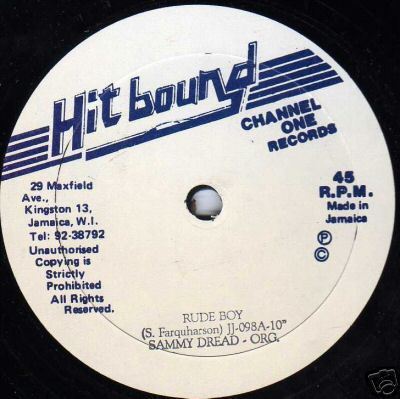 Hit bound
CHANNEL
ONE
RECORDS
29 Maxfield
Ave.,
Kingston 13,
Jamaica, W.I.
Tel: 92-38792
Unauthorised
Copying is
Strictly
Prohibited
All Rights
Reserved.
45
R.P.M.
Made in
Jamaica
P
C
RUDE BOY
(S. Farquharson) JJ-098A-10"
SAMMY DREAD - ORG.